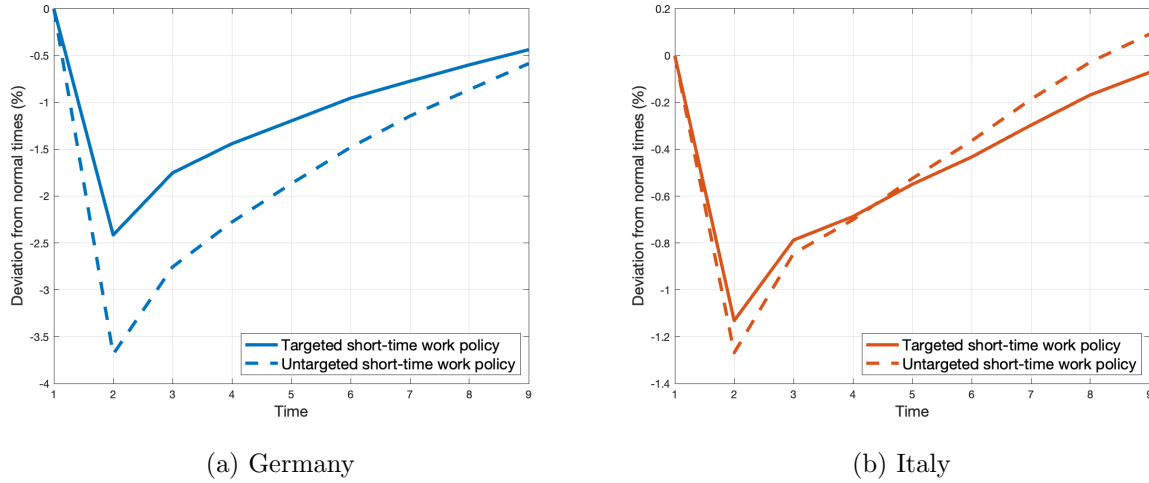 0
-0.5
-1
-1.5
-2
-2.5
-3
-3.5
-4
Deviation from normal times (%)
Targeted short-time work policy
Untargeted short-time work policy
1 2 3 4 5 6 7 8 9
Time
(a) Germany
0.2
0
-0.2
-0.4
-0.6
-0.8
-1
-1.2
-1.4
Deviation from normal times (%)
Targeted short-time work policy
Untargeted short-time work policy
1 2 3 4 5 6 7 8 9
Time
(b) Italy